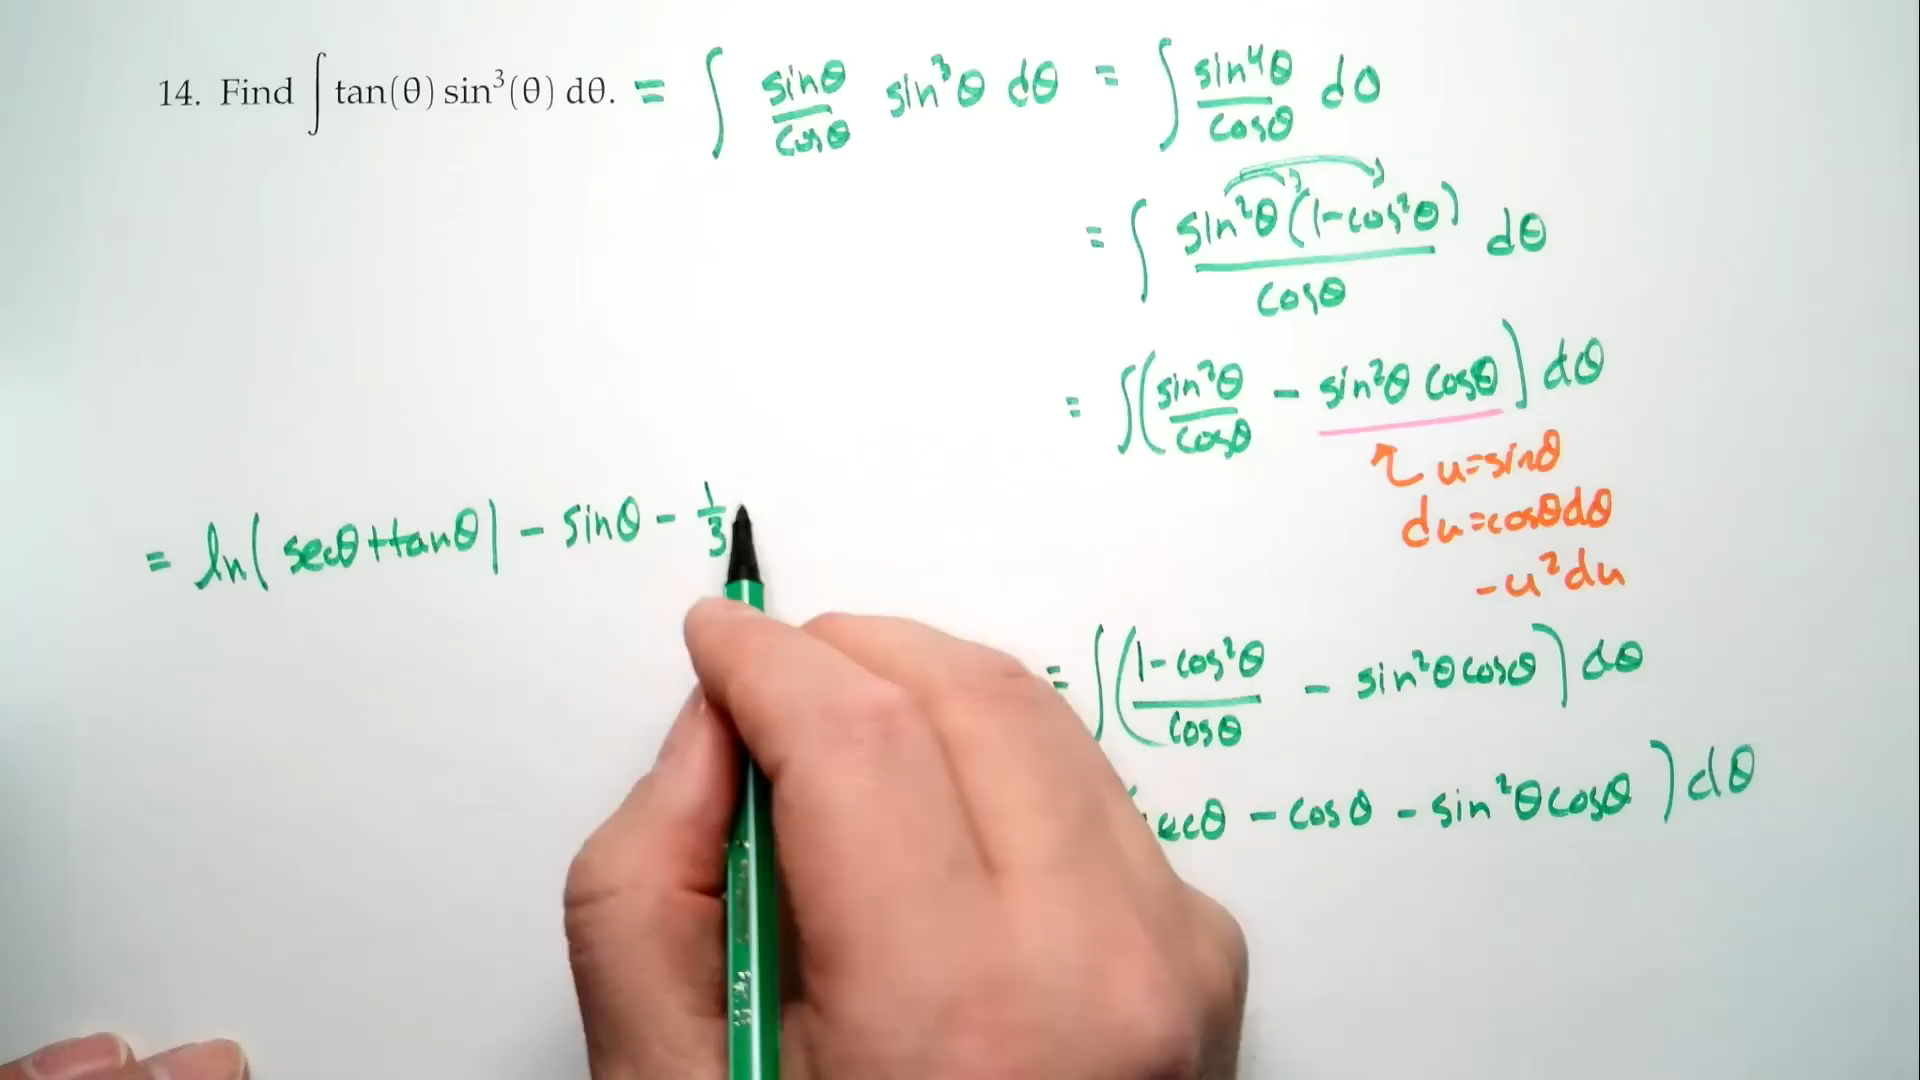 14. Find ∫ tan(θ) sin³(θ) dθ. = ∫ sinθ/cosθ sin³θ dθ = ∫ sin⁴θ/cosθ dθ
= ∫ sin²θ(1-cos²θ)/cosθ dθ
= ∫(sin²θ/cosθ - sin²θ cosθ) dθ
u=sinθ
du=cosθdθ
-u²du
= ∫(1-cos²θ/cosθ - sin²θcosθ) dθ
secθ - cosθ - sin²θcosθ) dθ
= ln|secθ+tanθ| - sinθ - 1/3